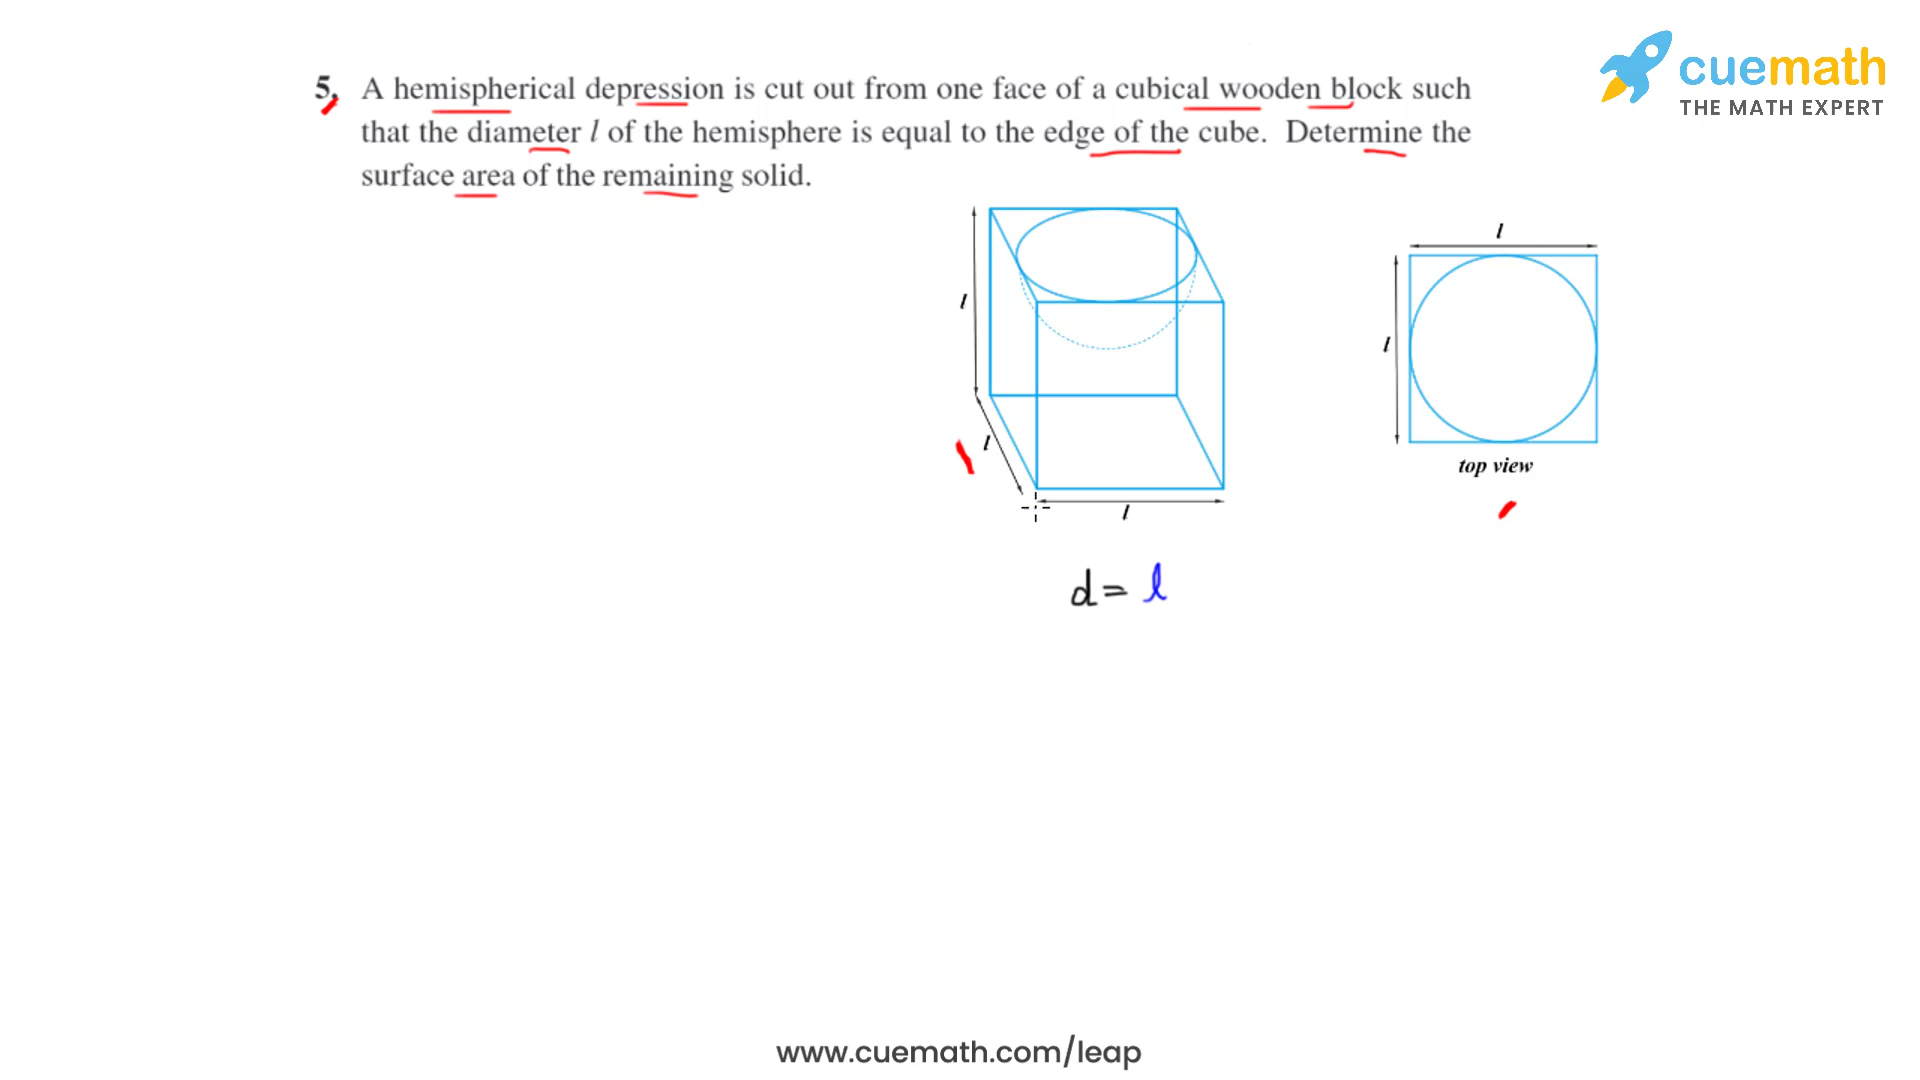 cuemath
THE MATH EXPERT
5. A hemispherical depression is cut out from one face of a cubical wooden block such
that the diameter l of the hemisphere is equal to the edge of the cube. Determine the
surface area of the remaining solid.
l
l
l
l
l
top view
d = l
www.cuemath.com/leap